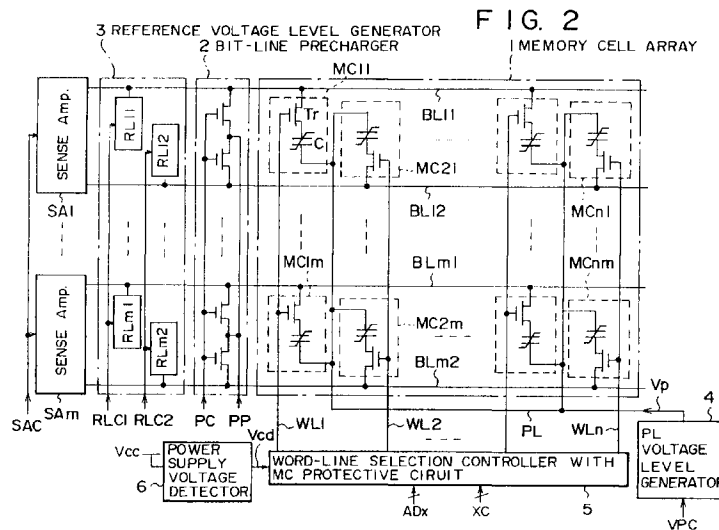 FIG. 2
3 REFERENCE VOLTAGE LEVEL GENERATOR
2 BIT-LINE PRECHARGER
1 MEMORY CELL ARRAY
MC11
SENSE Amp.
RL11
RL12
Tr
C
BL11
MC21
SA1
BL12
MCn1
MC1m
BLm1
MCnm
SENSE Amp.
RLm1
RLm2
MC2m
BLm2
Vp
4
SAC
SAm
RLC1
RLC2
PC
PP
WL1
WL2
PL
WLn
Vcc
Vcd
POWER
SUPPLY
VOLTAGE
DETECTOR
6
WORD-LINE SELECTION CONTROLLER WITH
MC PROTECTIVE CIRUIT
PL
VOLTAGE
LEVEL
GENERATOR
ADx
XC
5
VPC